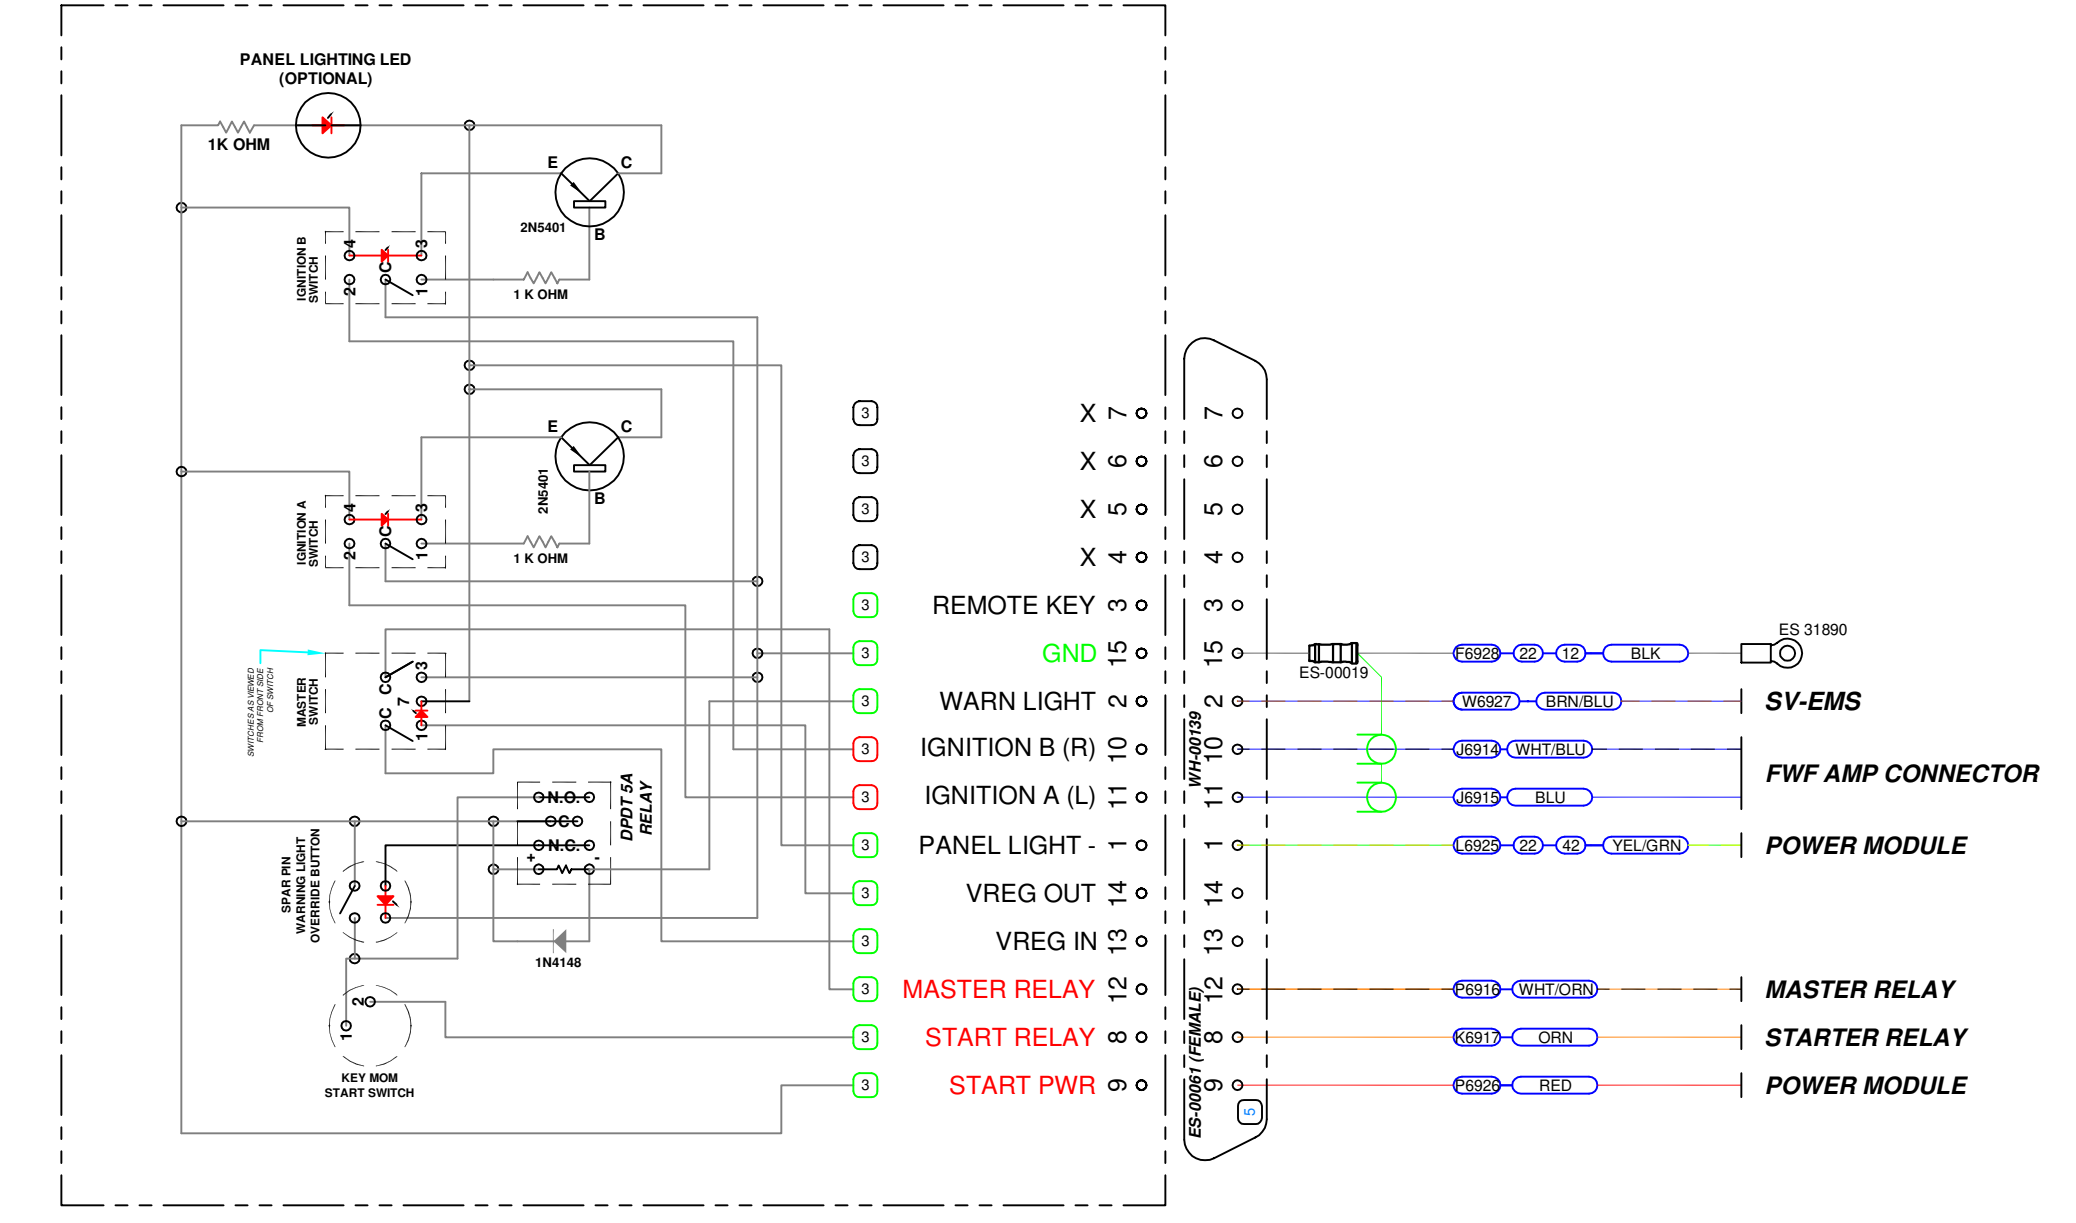 PANEL LIGHTING LED
(OPTIONAL)
1K OHM
E
C
2N5401
B
IGNITION B
SWITCH
4
3
C
2
1
1 K OHM
E
C
2N5401
B
IGNITION A
SWITCH
4
3
C
2
1
1 K OHM
SWITCHES AS VIEWED
FROM FRONT SIDE
OF SWITCH
MASTER
SWITCH
C
3
7
C
1
DPDT 5A
RELAY
N.O.
C
N.C.
+
-
SPAR PIN
WARNING LIGHT
OVERRIDE BUTTON
1N4148
2
1
KEY MOM
START SWITCH
3 X 7 7
3 X 6 6
3 X 5 5
3 X 4 4
3 REMOTE KEY 3 3
3 GND 15 15 ES-00019 F6928 22 12 BLK ES 31890
3 WARN LIGHT 2 2 W6927 BRN/BLU SV-EMS
3 IGNITION B (R) 10 10 J6914 WHT/BLU
FWF AMP CONNECTOR
3 IGNITION A (L) 11 11 J6915 BLU
3 PANEL LIGHT - 1 1 L6925 22 42 YEL/GRN POWER MODULE
3 VREG OUT 14 14
3 VREG IN 13 13
3 MASTER RELAY 12 12 P6916 WHT/ORN MASTER RELAY
3 START RELAY 8 8 K6917 ORN STARTER RELAY
3 START PWR 9 9 P6926 RED POWER MODULE
WH-00139
ES-00061 (FEMALE)
5